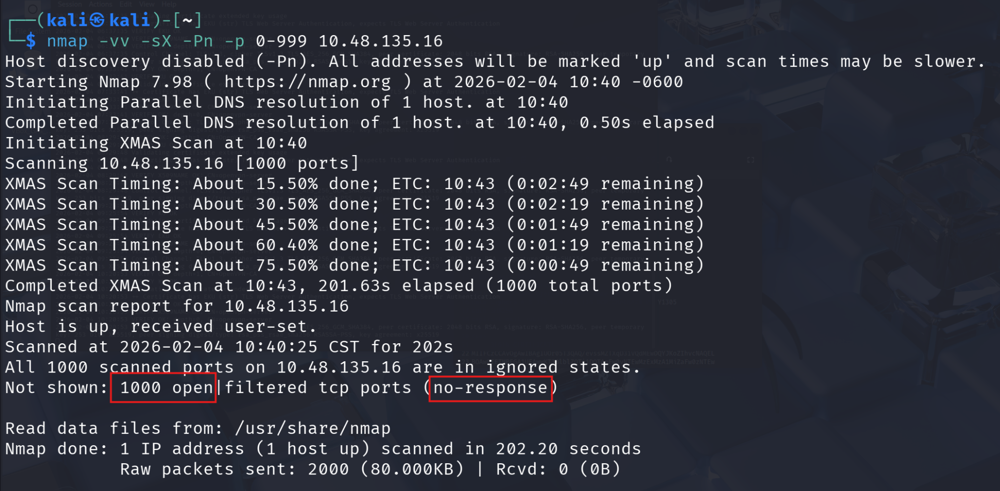 Session Actions Edit View Help
┌──(kali㉿kali)-[~]
└─$ nmap -vv -sX -Pn -p 0-999 10.48.135.16
Host discovery disabled (-Pn). All addresses will be marked 'up' and scan times may be slower.
Starting Nmap 7.98 ( https://nmap.org ) at 2026-02-04 10:40 -0600
Initiating Parallel DNS resolution of 1 host. at 10:40
Completed Parallel DNS resolution of 1 host. at 10:40, 0.50s elapsed
Initiating XMAS Scan at 10:40
Scanning 10.48.135.16 [1000 ports]
XMAS Scan Timing: About 15.50% done; ETC: 10:43 (0:02:49 remaining)
XMAS Scan Timing: About 30.50% done; ETC: 10:43 (0:02:19 remaining)
XMAS Scan Timing: About 45.50% done; ETC: 10:43 (0:01:49 remaining)
XMAS Scan Timing: About 60.40% done; ETC: 10:43 (0:01:19 remaining)
XMAS Scan Timing: About 75.50% done; ETC: 10:43 (0:00:49 remaining)
Completed XMAS Scan at 10:43, 201.63s elapsed (1000 total ports)
Nmap scan report for 10.48.135.16
Host is up, received user-set.
Scanned at 2026-02-04 10:40:25 CST for 202s
All 1000 scanned ports on 10.48.135.16 are in ignored states.
Not shown: 1000 open|filtered tcp ports (no-response)
Read data files from: /usr/share/nmap
Nmap done: 1 IP address (1 host up) scanned in 202.20 seconds
Raw packets sent: 2000 (80.000KB) | Rcvd: 0 (0B)